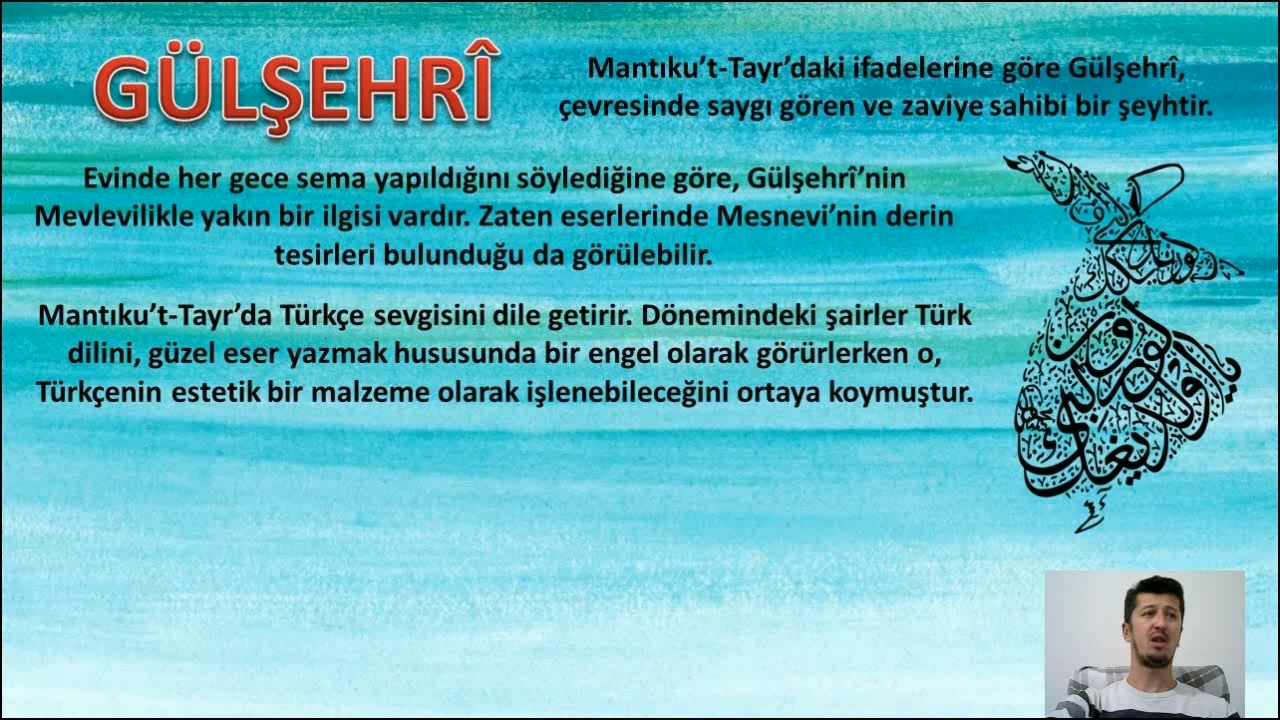 GÜLŞEHRÎ
Mantıku’t-Tayr’daki ifadelerine göre Gülşehrî,
çevresinde saygı gören ve zaviye sahibi bir şeyhtir.
Evinde her gece sema yapıldığını söylediğine göre, Gülşehrî’nin
Mevlevilikle yakın bir ilgisi vardır. Zaten eserlerinde Mesnevi’nin derin
tesirleri bulunduğu da görülebilir.
Mantıku’t-Tayr’da Türkçe sevgisini dile getirir. Dönemindeki şairler Türk
dilini, güzel eser yazmak hususunda bir engel olarak görürlerken o,
Türkçenin estetik bir malzeme olarak işlenebileceğini ortaya koymuştur.